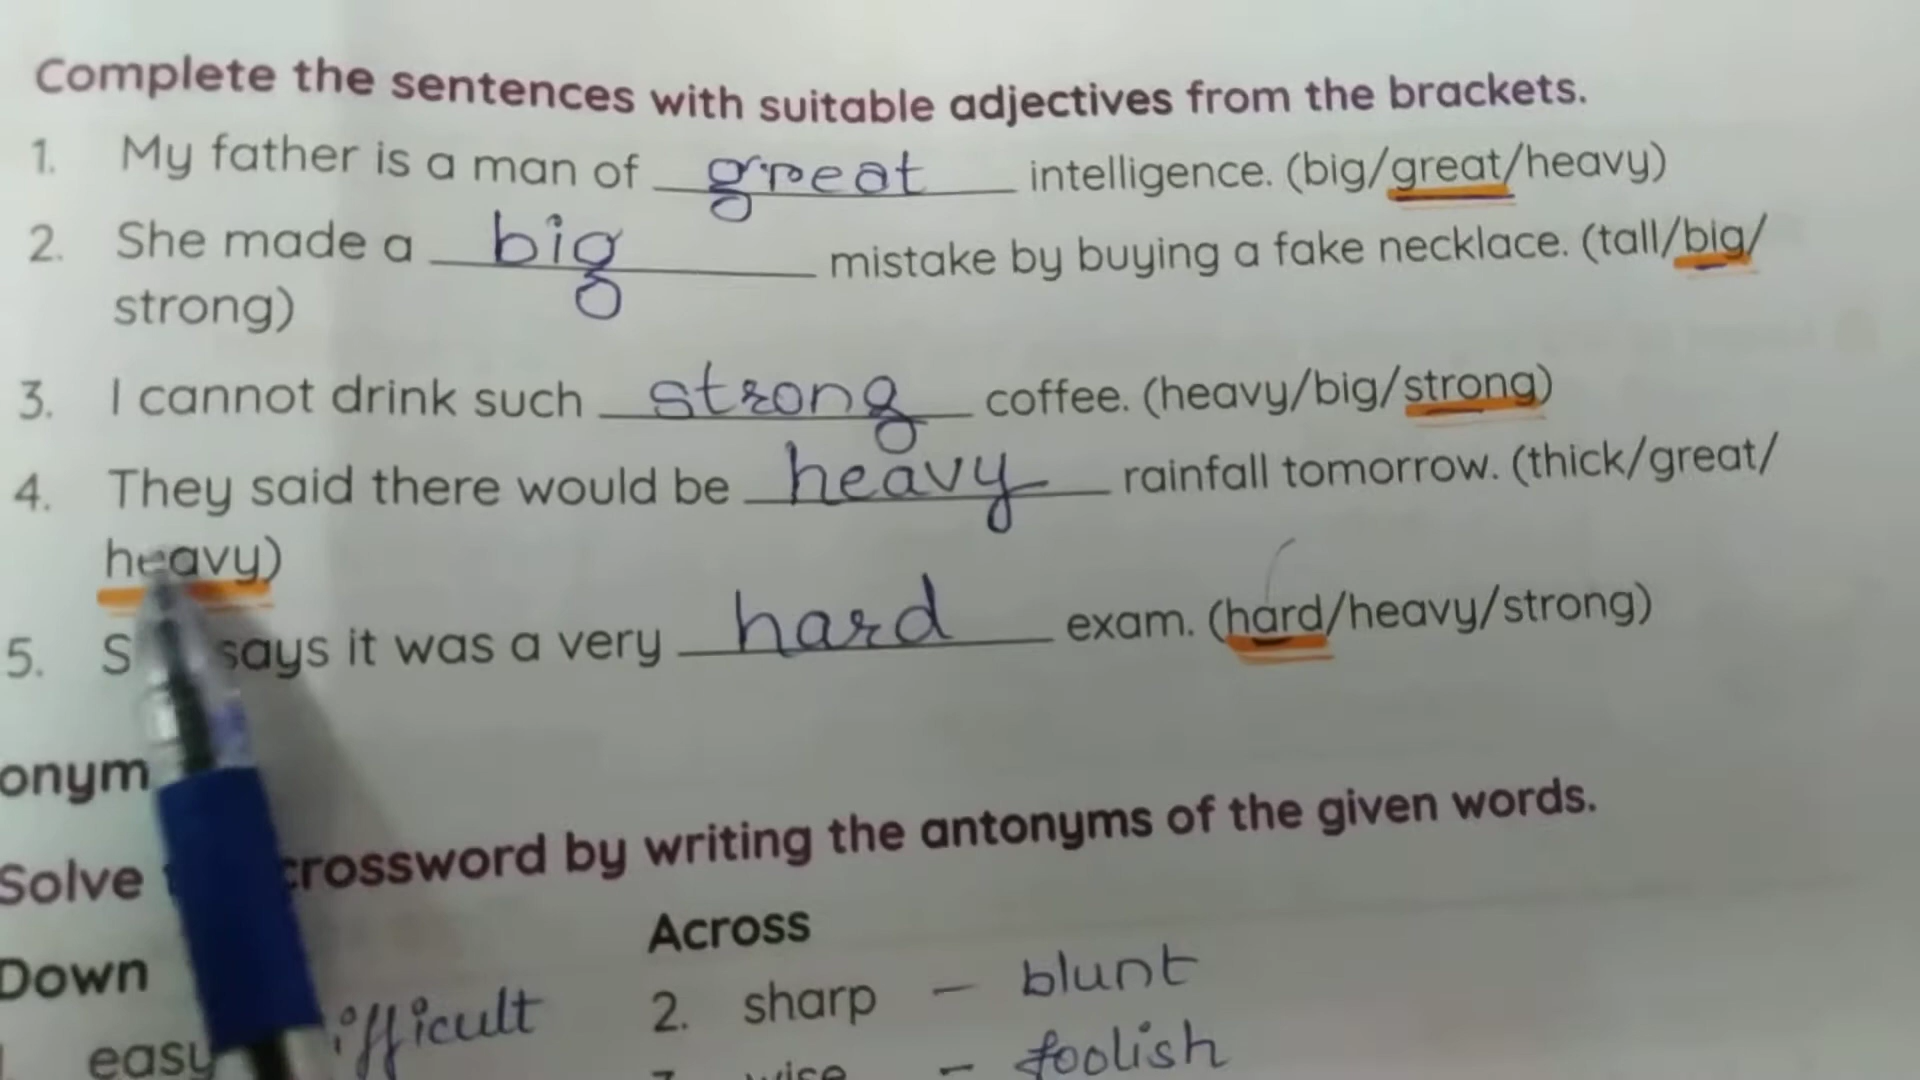 Complete the sentences with suitable adjectives from the brackets.
1. My father is a man of great intelligence. (big/great/heavy)
2. She made a big mistake by buying a fake necklace. (tall/big/
strong)
3. I cannot drink such strong coffee. (heavy/big/strong)
4. They said there would be heavy rainfall tomorrow. (thick/great/
heavy)
5. says it was a very hard exam. (hard/heavy/strong)
onym
Solve crossword by writing the antonyms of the given words.
Down
Across
easy ifficult
2. sharp – blunt
wise – foolish